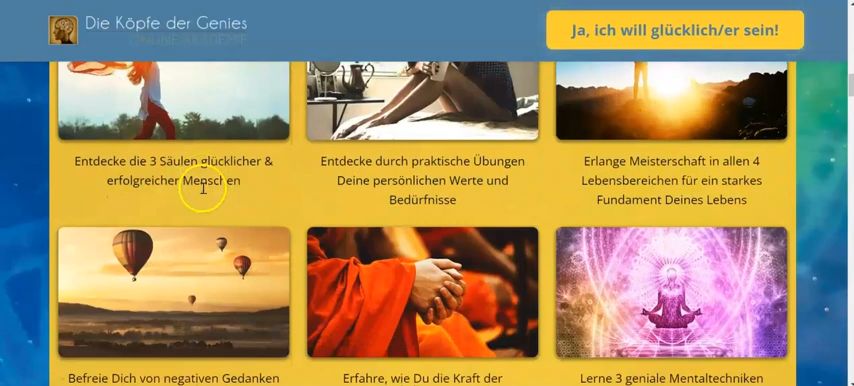 Die Köpfe der Genies
ONLINEAKADEMIE
Ja, ich will glücklich/er sein!
Entdecke die 3 Säulen glücklicher &
erfolgreicher Menschen
Entdecke durch praktische Übungen
Deine persönlichen Werte und
Bedürfnisse
Erlange Meisterschaft in allen 4
Lebensbereichen für ein starkes
Fundament Deines Lebens
Befreie Dich von negativen Gedanken
Erfahre, wie Du die Kraft der
Lerne 3 geniale Mentaltechniken